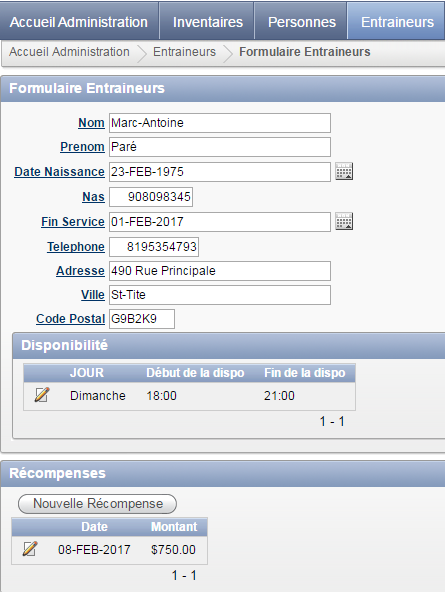 Accueil Administration Inventaires Personnes Entraineurs
Accueil Administration Entraineurs Formulaire Entraineurs
Formulaire Entraineurs
Nom Marc-Antoine
Prenom Paré
Date Naissance 23-FEB-1975
Nas 908098345
Fin Service 01-FEB-2017
Telephone 8195354793
Adresse 490 Rue Principale
Ville St-Tite
Code Postal G9B2K9
Disponibilité
JOUR Début de la dispo Fin de la dispo
Dimanche 18:00 21:00
1 - 1
Récompenses
Nouvelle Récompense
Date Montant
08-FEB-2017 $750.00
1 - 1